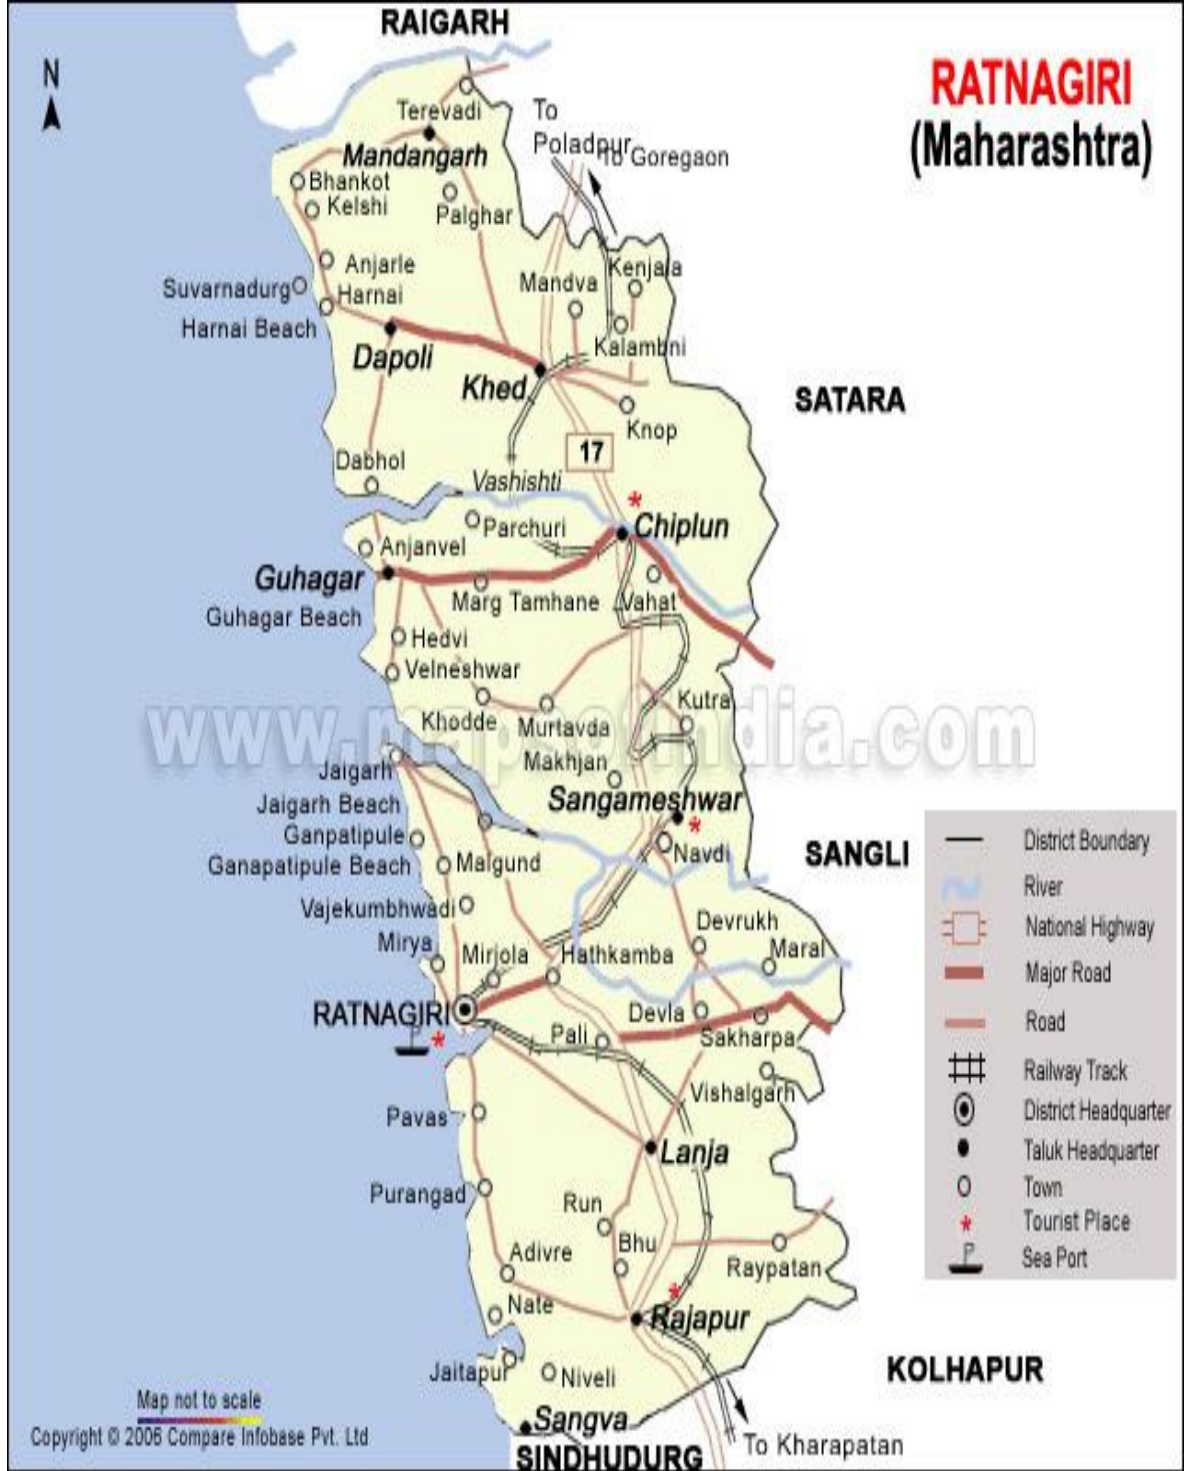 RAIGARH
RATNAGIRI
(Maharashtra)
N
To
Poladpur
To Goregaon
Terevadi
Mandangarh
Bhankot
Kelshi
Palghar
Anjarle
Suvarnadurg
Harnai
Harnai Beach
Mandva
Kenjala
Kalambni
Dapoli
Khed
Knop
SATARA
17
Dabhol
Vashishti
Parchuri
Chiplun
Anjanvel
Guhagar
Guhagar Beach
Marg Tamhane
Vahat
Hedvi
Velneshwar
Khodde
Murtavda
Kutra
www.mapsofindia.com
Makhjan
Jaigarh
Jaigarh Beach
Sangameshwar
Ganpatipule
Ganapatipule Beach
Malgund
Navdi
SANGLI
Vajekumbhwadi
Devrukh
Mirya
Mirjola
Hathkamba
Maral
RATNAGIRI
P
Devla
Pali
Sakharpa
Vishalgarh
Pavas
Lanja
Purangad
Run
Bhu
Adivre
Raypatan
Nate
Rajapur
Jaitapur
Niveli
KOLHAPUR
Sangva
SINDHUDURG
To Kharapatan
District Boundary
River
National Highway
Major Road
Road
Railway Track
District Headquarter
Taluk Headquarter
Town
Tourist Place
P
Sea Port
Map not to scale
Copyright © 2006 Compare Infobase Pvt. Ltd